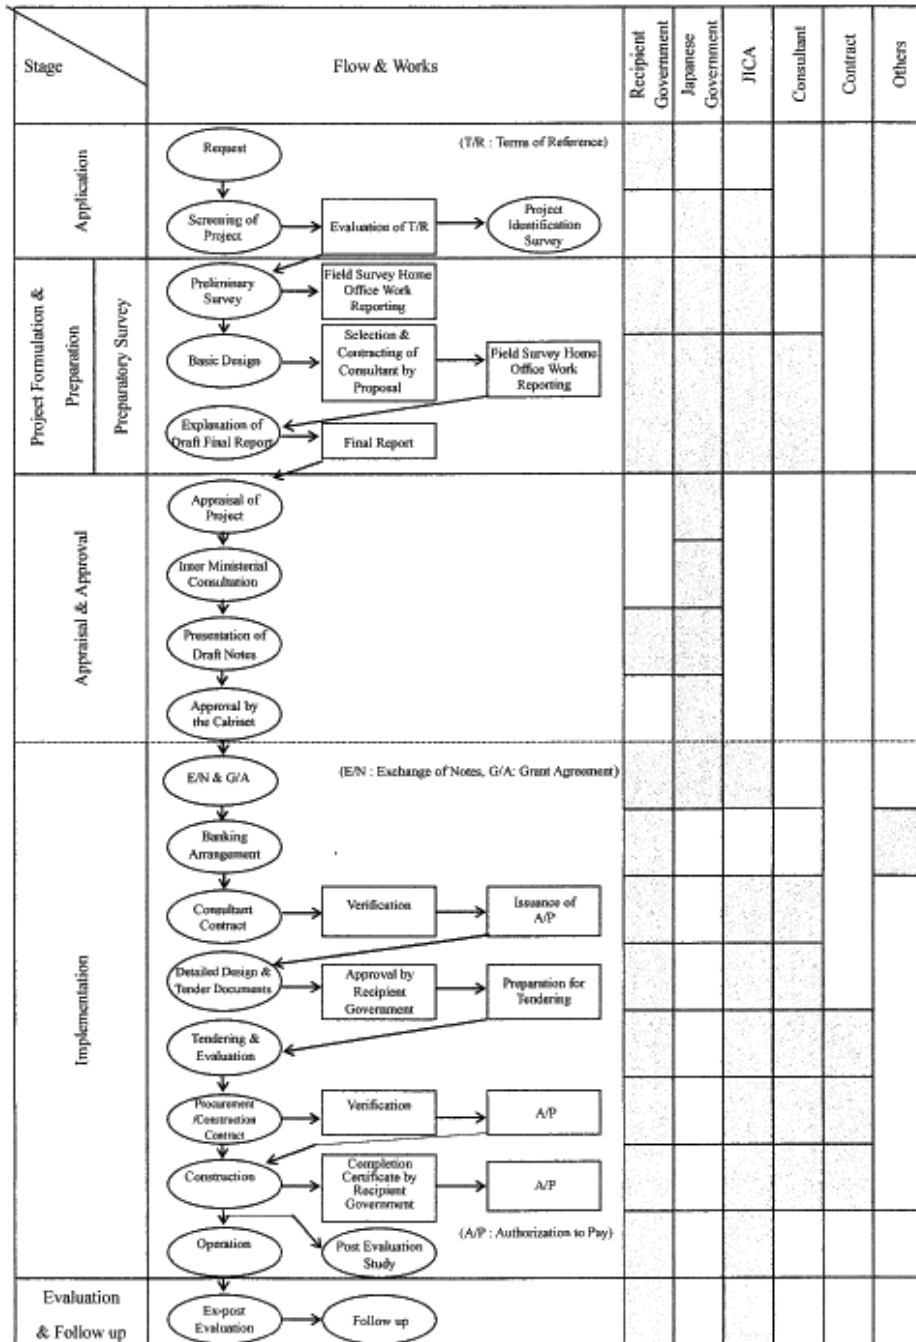 Stage
Flow & Works
Recipient
Government
Japanese
Government
JICA
Consultant
Contract
Others
Application
Request
(T/R : Terms of Reference)
Screening of
Project
Evaluation of T/R
Project
Identification
Survey
Project Formulation &
Preparation
Preparatory Survey
Preliminary
Survey
Field Survey Home
Office Work
Reporting
Basic Design
Selection &
Contracting of
Consultant by
Proposal
Field Survey Home
Office Work
Reporting
Explanation of
Draft Final Report
Final Report
Appraisal & Approval
Appraisal of
Project
Inter Ministerial
Consultation
Presentation of
Draft Notes
Approval by
the Cabinet
Implementation
E/N & G/A
(E/N : Exchange of Notes, G/A: Grant Agreement)
Banking
Arrangement
Consultant
Contract
Verification
Issuance of
A/P
Detailed Design &
Tender Documents
Approval by
Recipient
Government
Preparation for
Tendering
Tendering &
Evaluation
Procurement
/Construction
Contract
Verification
A/P
Construction
Completion
Certificate by
Recipient
Government
A/P
Operation
Post Evaluation
Study
(A/P : Authorization to Pay)
Evaluation
& Follow up
Ex-post
Evaluation
Follow up